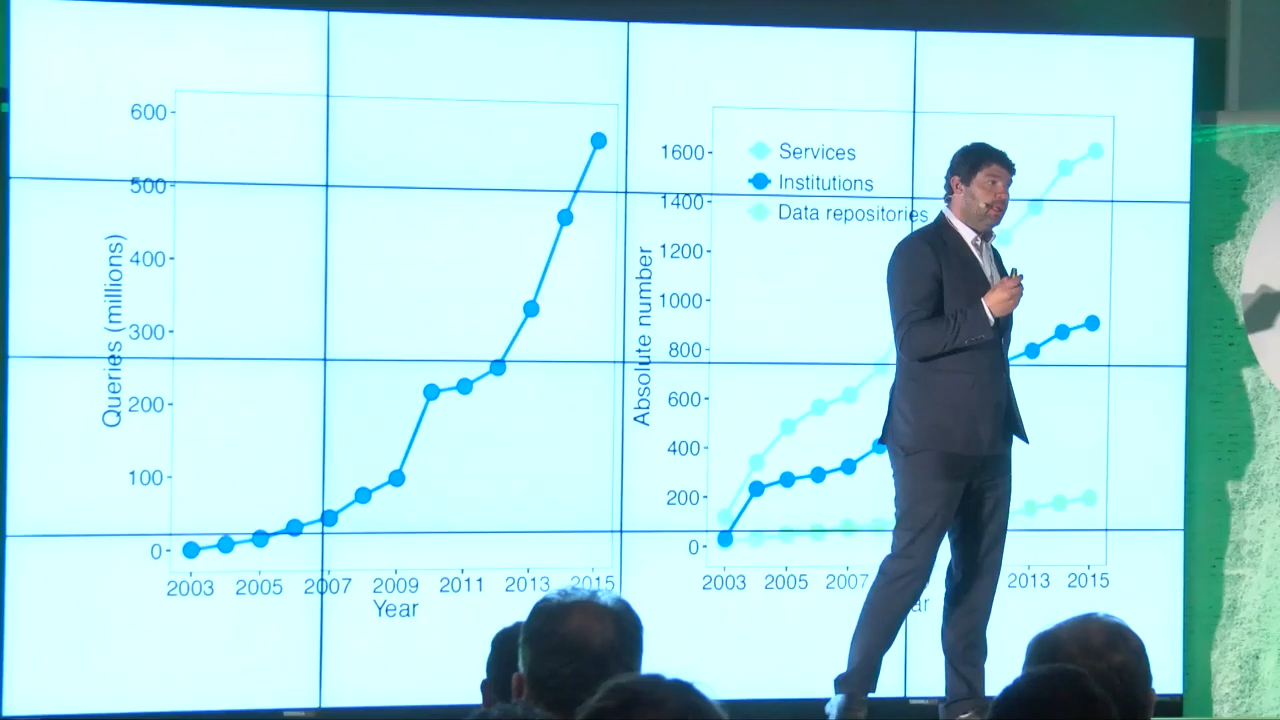 600
500
400
300
200
100
0
Queries (millions)
2003 2005 2007 2009 2011 2013 2015
Year
1600
1400
1200
1000
800
600
400
200
0
Absolute number
Services
Institutions
Data repositories
2003 2005 2007 2013 2015